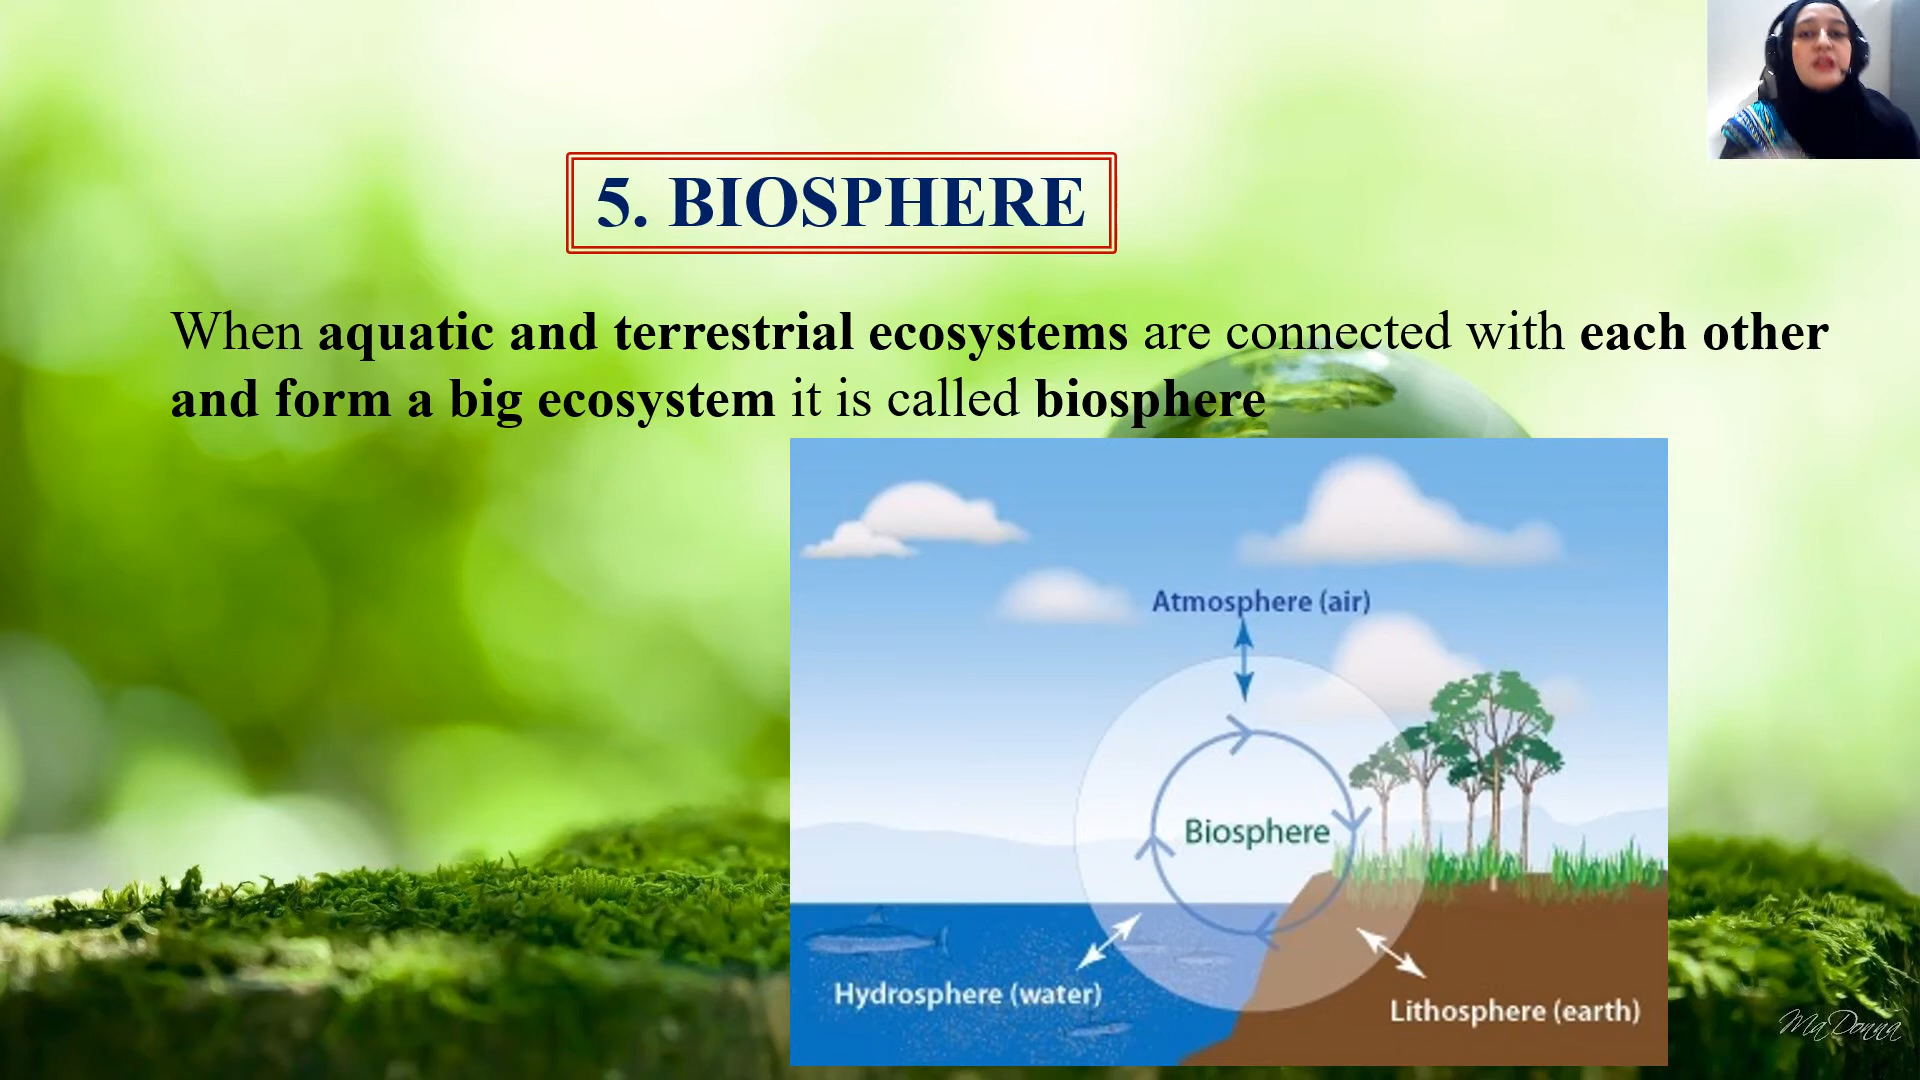 5. BIOSPHERE
When aquatic and terrestrial ecosystems are connected with each other
and form a big ecosystem it is called biosphere
Atmosphere (air)
Biosphere
Hydrosphere (water)
Lithosphere (earth)
MaDonna